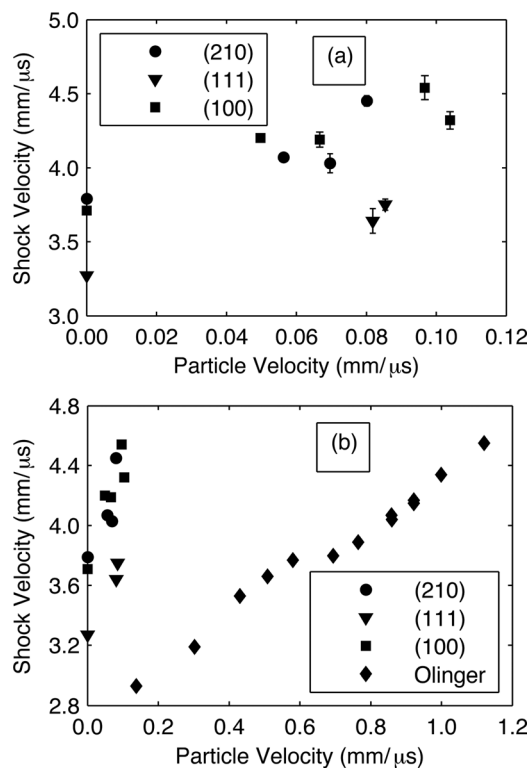 5.0
4.5
4.0
3.5
3.0
Shock Velocity (mm/μs)
(210)
(111)
(100)
(a)
0.00 0.02 0.04 0.06 0.08 0.10 0.12
Particle Velocity (mm/μs)
4.8
4.4
4.0
3.6
3.2
2.8
Shock Velocity (mm/μs)
(b)
(210)
(111)
(100)
Olinger
0.0 0.2 0.4 0.6 0.8 1.0 1.2
Particle Velocity (mm/μs)